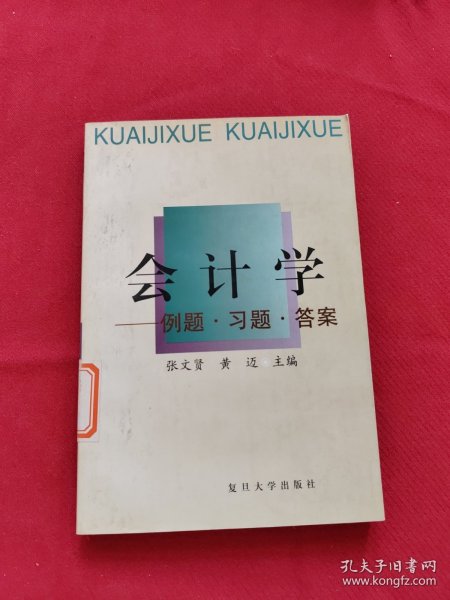 KUAIJIXUE KUAIJIXUE
会计学
——例题·习题·答案
张文贤 黄 迈 主编
复旦大学出版社
孔夫子旧书网
www.kongfz.com